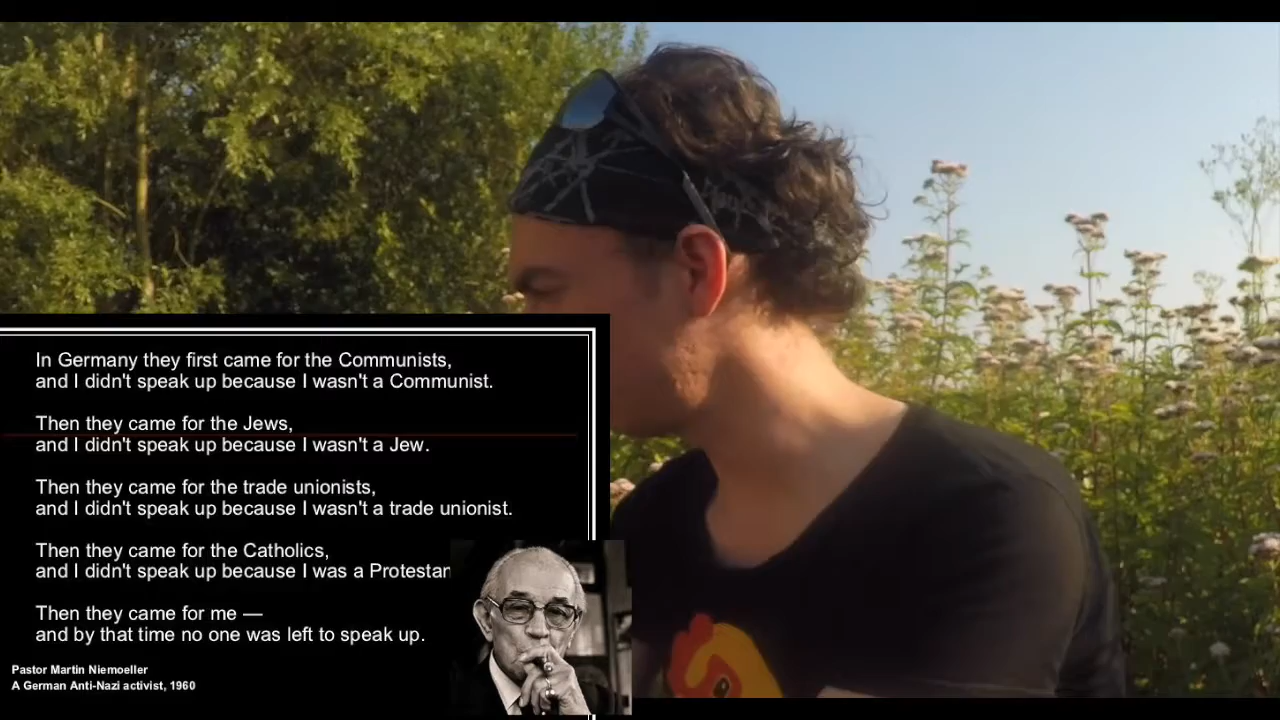 In Germany they first came for the Communists,
and I didn't speak up because I wasn't a Communist.
Then they came for the Jews,
and I didn't speak up because I wasn't a Jew.
Then they came for the trade unionists,
and I didn't speak up because I wasn't a trade unionist.
Then they came for the Catholics,
and I didn't speak up because I was a Protestan
Then they came for me —
and by that time no one was left to speak up.
Pastor Martin Niemoeller
A German Anti-Nazi activist, 1960